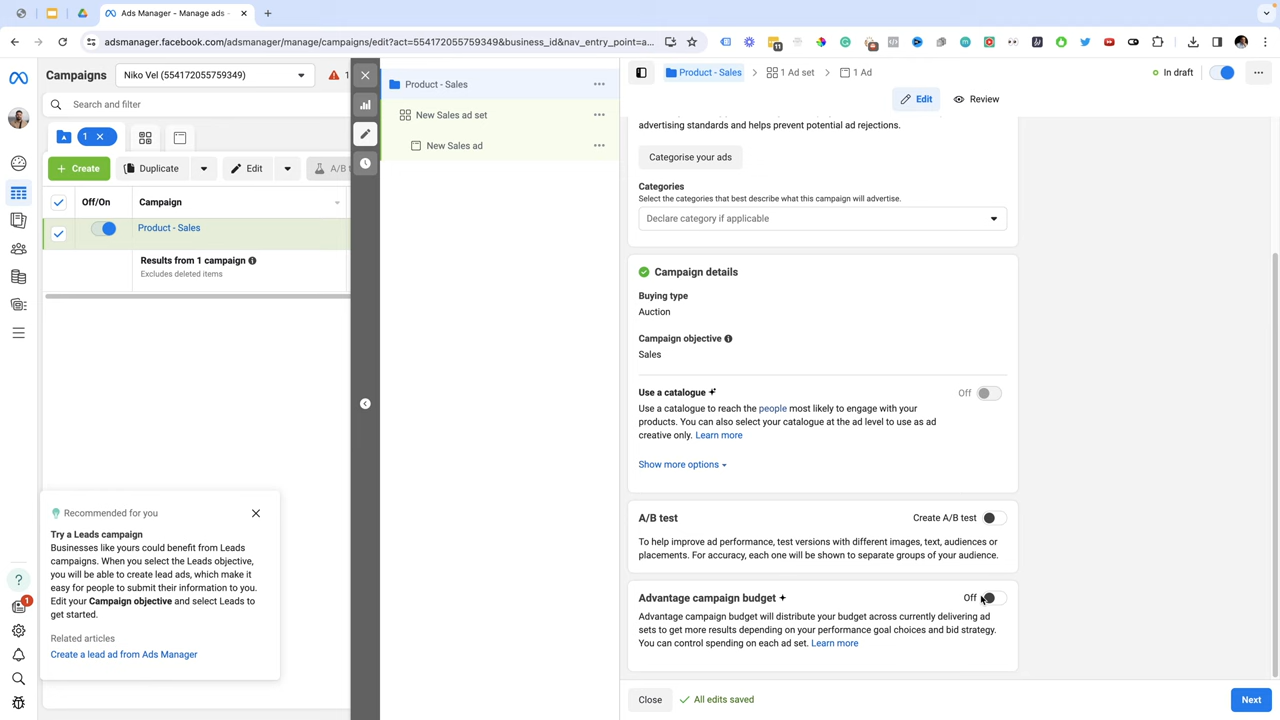 Ads Manager - Manage ads -
adsmanager.facebook.com/adsmanager/manage/campaigns/edit?act=554172055759349&business_id&nav_entry_point=a...
11
Campaigns
Niko Vel (554172055759349)
1
Search and filter
1
Create
Duplicate
Edit
A/B t
Off/On
Campaign
Product - Sales
Results from 1 campaign
Excludes deleted items
Recommended for you
Try a Leads campaign
Businesses like yours could benefit from Leads
campaigns. When you select the Leads objective,
you will be able to create lead ads, which make it
easy for people to submit their information to you.
Edit your Campaign objective and select Leads to
get started.
Related articles
Create a lead ad from Ads Manager
1
Product - Sales
New Sales ad set
New Sales ad
Product - Sales
1 Ad set
1 Ad
In draft
Edit
Review
advertising standards and helps prevent potential ad rejections.
Categorise your ads
Categories
Select the categories that best describe what this campaign will advertise.
Declare category if applicable
Campaign details
Buying type
Auction
Campaign objective
Sales
Use a catalogue
Off
Use a catalogue to reach the people most likely to engage with your
products. You can also select your catalogue at the ad level to use as ad
creative only. Learn more
Show more options
A/B test
Create A/B test
To help improve ad performance, test versions with different images, text, audiences or
placements. For accuracy, each one will be shown to separate groups of your audience.
Advantage campaign budget
Off
Advantage campaign budget will distribute your budget across currently delivering ad
sets to get more results depending on your performance goal choices and bid strategy.
You can control spending on each ad set. Learn more
Close
All edits saved
Next